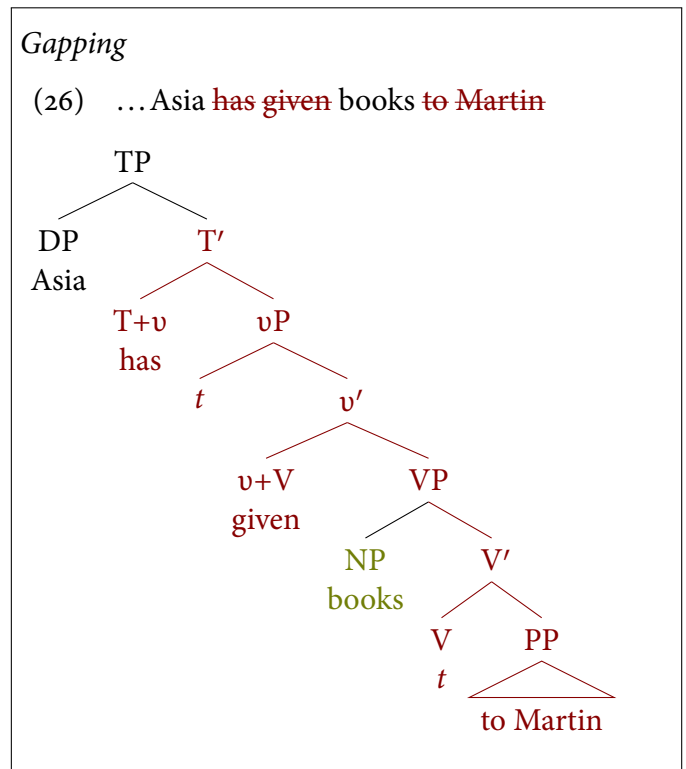 Gapping
(26) …Asia has given books to Martin
TP
DP T′
Asia
T+υ υP
has
t υ′
υ+V VP
given
NP V′
books
V PP
t
to Martin